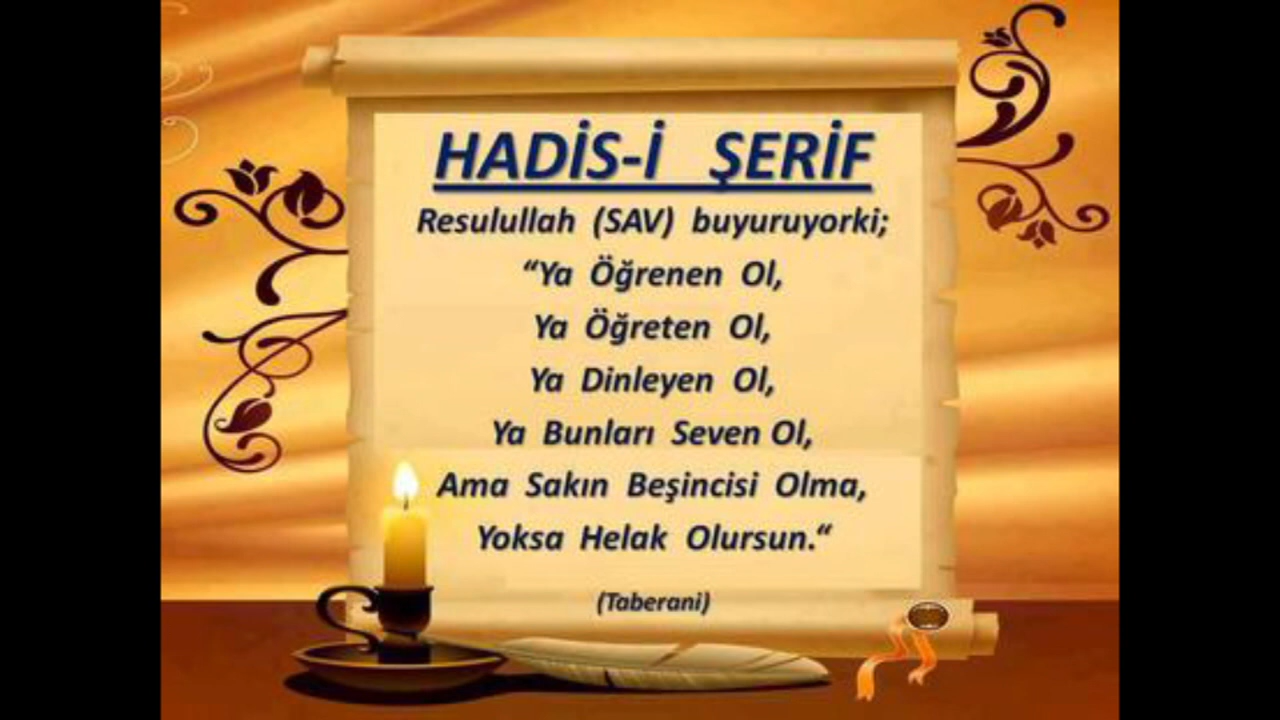 HADİS-İ ŞERİF
Resulullah (SAV) buyuruyorki;
“Ya Öğrenen Ol,
Ya Öğreten Ol,
Ya Dinleyen Ol,
Ya Bunları Seven Ol,
Ama Sakın Beşincisi Olma,
Yoksa Helak Olursun.“
(Taberani)